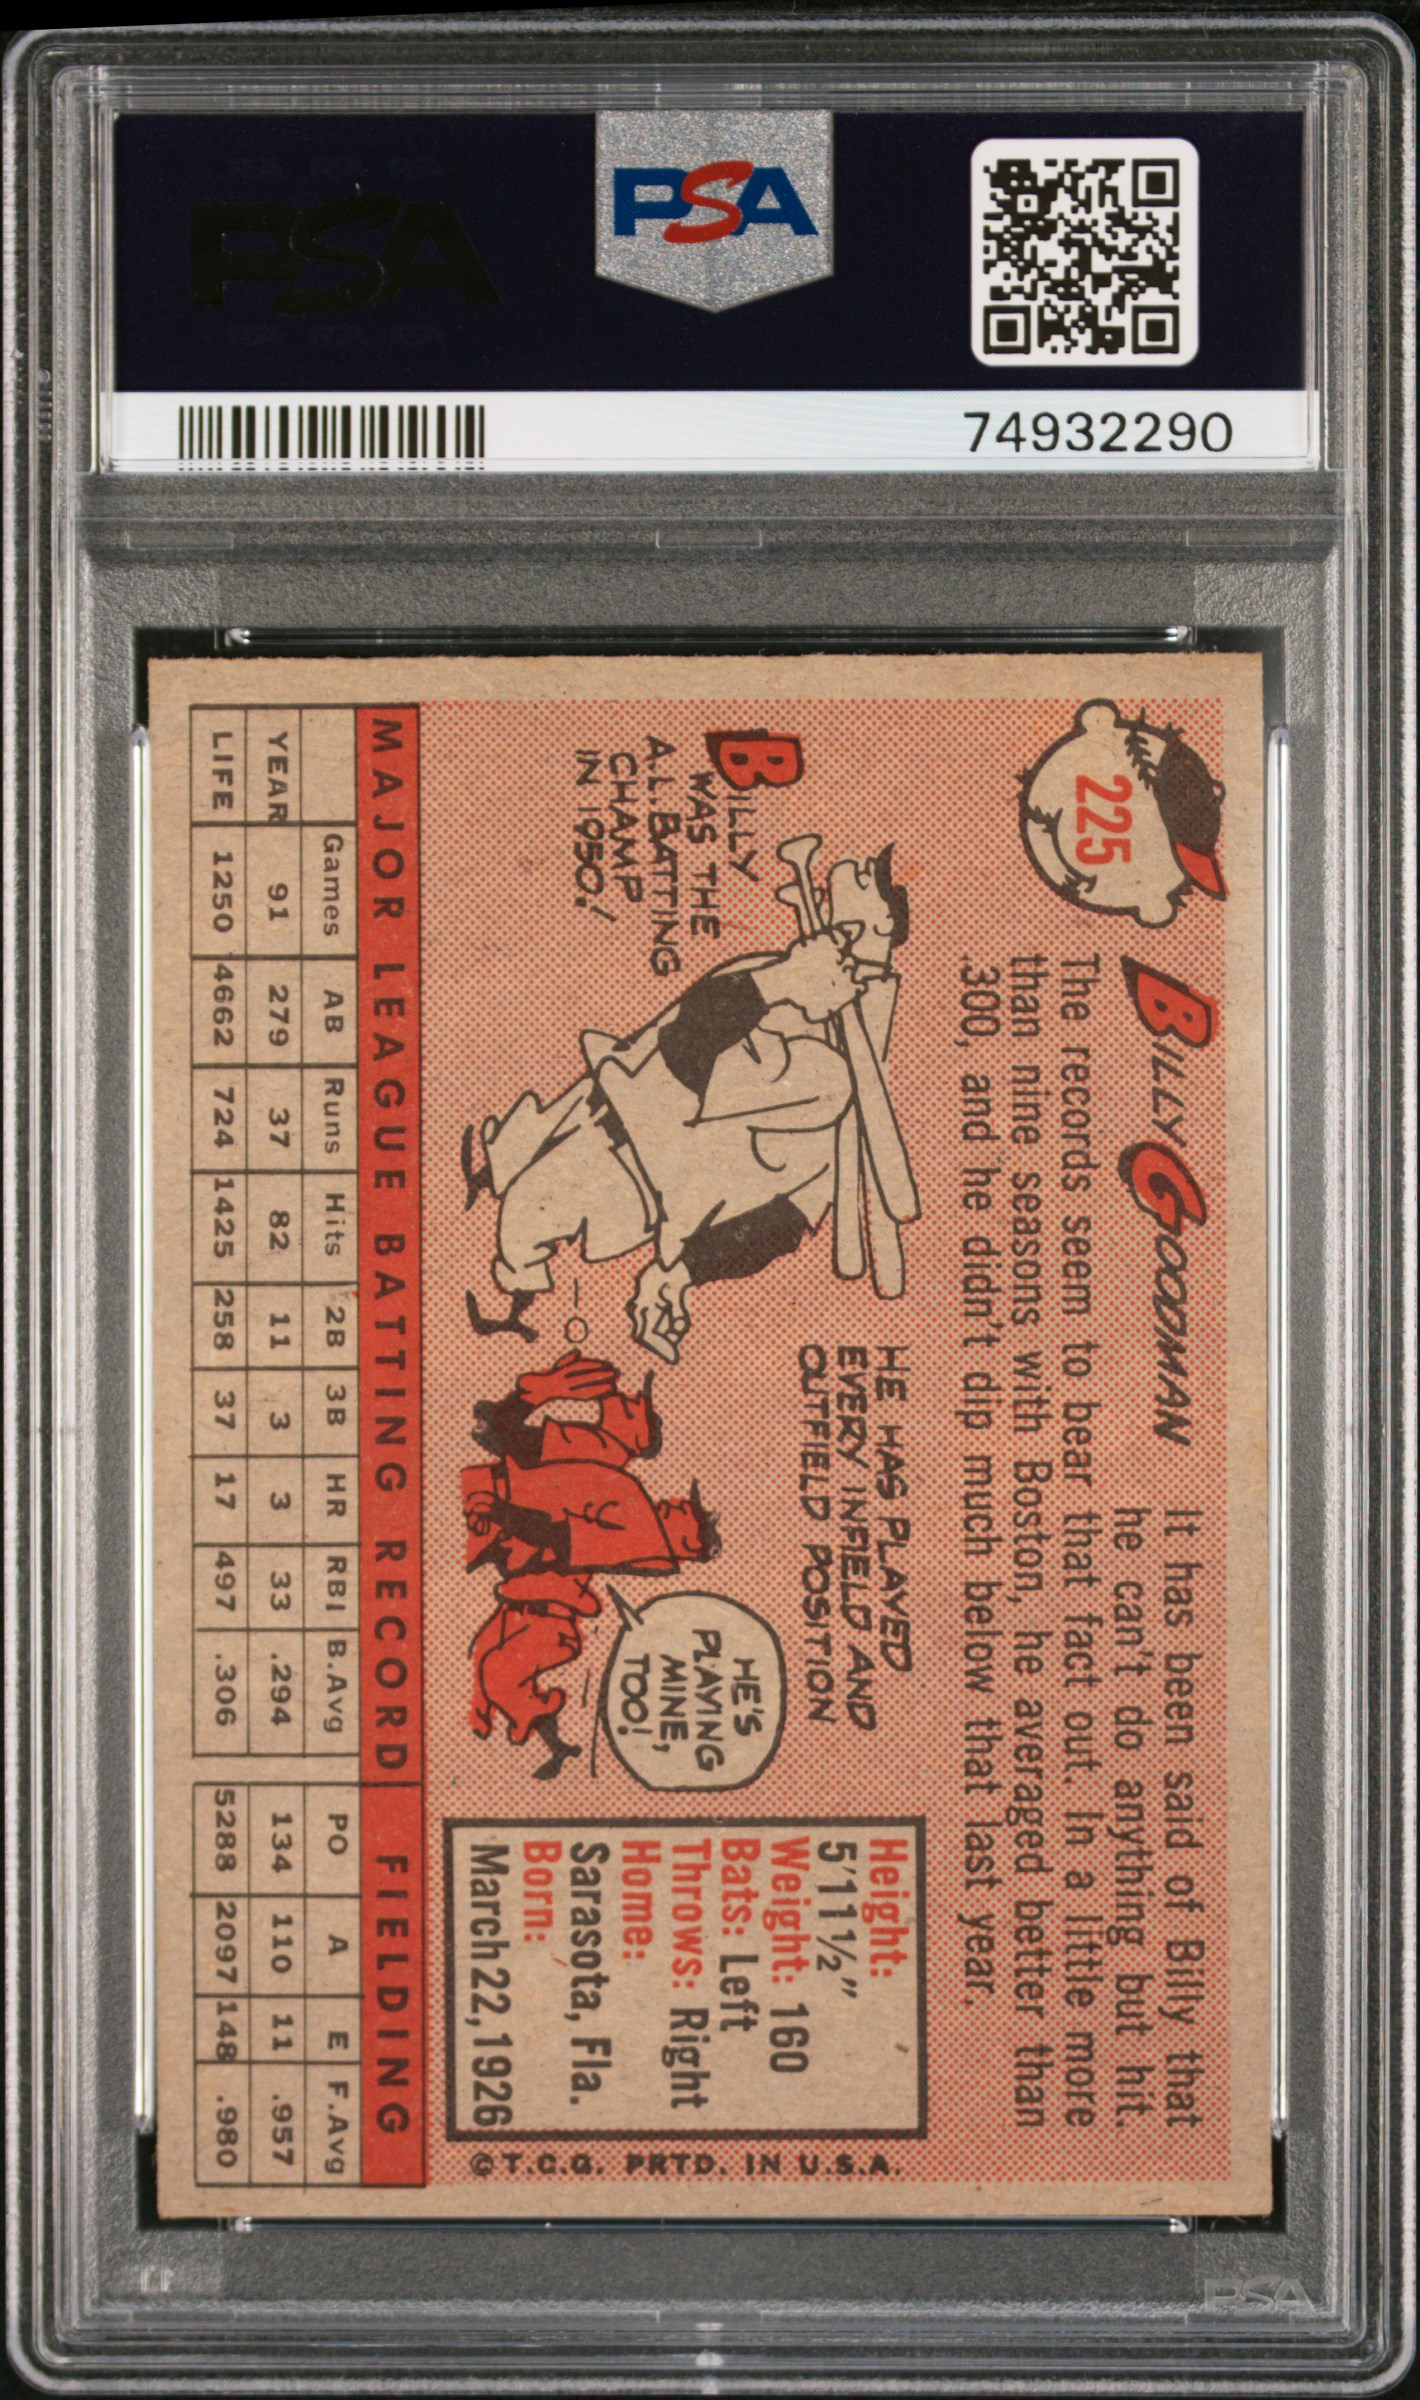 PSA
PSA
74932290
225
BILLY GOODMAN
It has been said of Billy that
he can't do anything but hit.
The records seem to bear that fact out. In a little more
than nine seasons with Boston, he averaged better than
.300, and he didn't dip much below that last year.
BILLY
WAS THE
A.L. BATTING
CHAMP
IN 1950!
HE HAS PLAYED
EVERY INFIELD AND
OUTFIELD POSITION
HE'S
PLAYING
MINE,
TOO!
Height:
5'11½"
Weight: 160
Bats: Left
Throws: Right
Home:
Sarasota, Fla.
Born:
March 22, 1926
© T.C.G. PRTD. IN U.S.A.
MAJOR LEAGUE BATTING RECORD FIELDING
Games AB Runs Hits 2B 3B HR RBI B.Avg PO A E F.Avg
YEAR 91 279 37 82 11 3 3 33 .294 134 110 11 .957
LIFE 1250 4662 724 1425 258 37 17 497 .306 5288 2097 148 .980
PSA